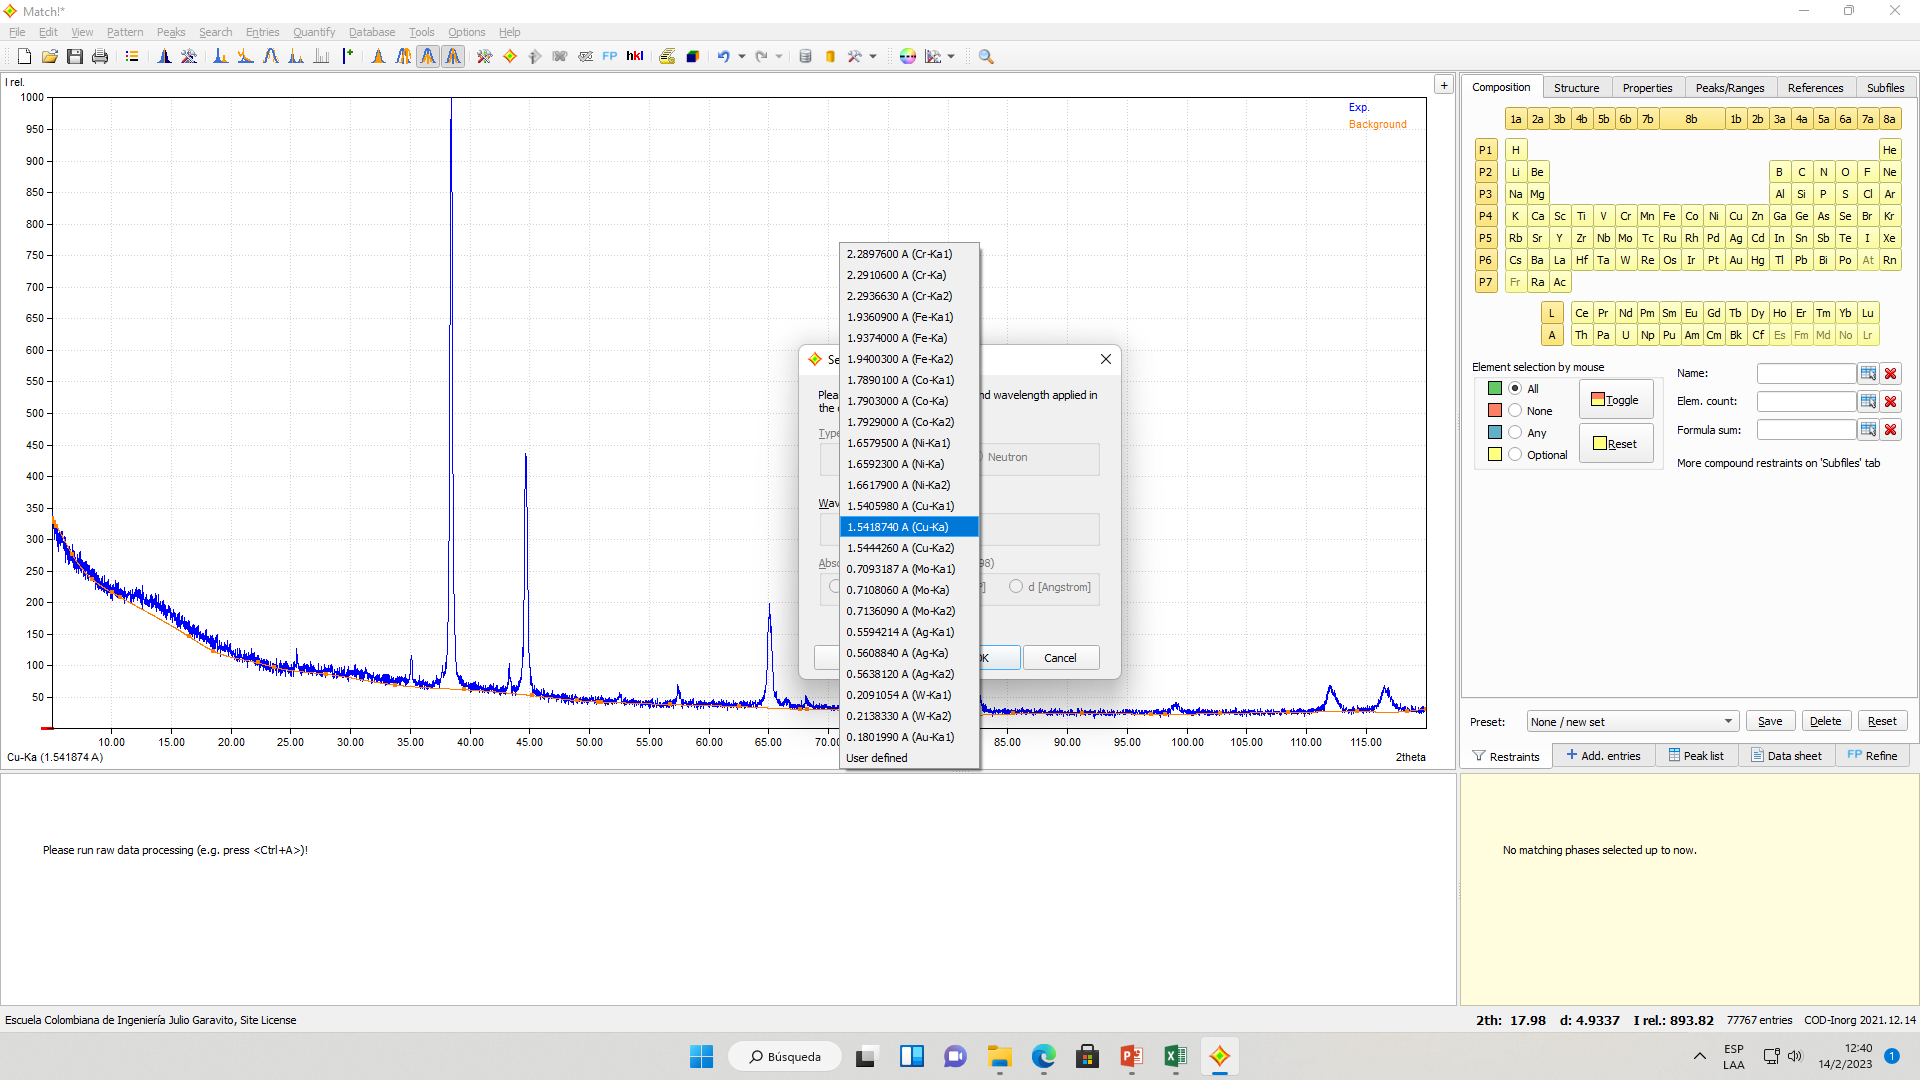 Match!*
File Edit View Pattern Peaks Search Entries Quantify Database Tools Options Help
FP hkl
I rel.
+
Exp.
Background
1000
950
900
850
800
750
700
650
600
550
500
450
400
350
300
250
200
150
100
50
10.00 15.00 20.00 25.00 30.00 35.00 40.00 45.00 50.00 55.00 60.00 65.00 70.00 85.00 90.00 95.00 100.00 105.00 110.00 115.00
Cu-Ka (1.541874 A)
2theta
2.2897600 A (Cr-Ka1)
2.2910600 A (Cr-Ka)
2.2936630 A (Cr-Ka2)
1.9360900 A (Fe-Ka1)
1.9374000 A (Fe-Ka)
1.9400300 A (Fe-Ka2)
1.7890100 A (Co-Ka1)
1.7903000 A (Co-Ka)
1.7929000 A (Co-Ka2)
1.6579500 A (Ni-Ka1)
1.6592300 A (Ni-Ka)
1.6617900 A (Ni-Ka2)
1.5405980 A (Cu-Ka1)
1.5418740 A (Cu-Ka)
1.5444260 A (Cu-Ka2)
0.7093187 A (Mo-Ka1)
0.7108060 A (Mo-Ka)
0.7136090 A (Mo-Ka2)
0.5594214 A (Ag-Ka1)
0.5608840 A (Ag-Ka)
0.5638120 A (Ag-Ka2)
0.2091054 A (W-Ka1)
0.2138330 A (W-Ka2)
0.1801990 A (Au-Ka1)
User defined
nd wavelength applied in
the
Neutron
98)
d [Angstrom]
Cancel
Composition Structure Properties Peaks/Ranges References Subfiles
1a 2a 3b 4b 5b 6b 7b 8b 1b 2b 3a 4a 5a 6a 7a 8a
P1 H He
P2 Li Be B C N O F Ne
P3 Na Mg Al Si P S Cl Ar
P4 K Ca Sc Ti V Cr Mn Fe Co Ni Cu Zn Ga Ge As Se Br Kr
P5 Rb Sr Y Zr Nb Mo Tc Ru Rh Pd Ag Cd In Sn Sb Te I Xe
P6 Cs Ba La Hf Ta W Re Os Ir Pt Au Hg Tl Pb Bi Po At Rn
P7 Fr Ra Ac
L Ce Pr Nd Pm Sm Eu Gd Tb Dy Ho Er Tm Yb Lu
A Th Pa U Np Pu Am Cm Bk Cf Es Fm Md No Lr
Element selection by mouse
All
None
Any
Optional
Toggle
Reset
Name:
Elem. count:
Formula sum:
More compound restraints on 'Subfiles' tab
Preset: None / new set Save Delete Reset
Restraints Add. entries Peak list Data sheet FP Refine
Please run raw data processing (e.g. press <Ctrl+A>)!
No matching phases selected up to now.
Escuela Colombiana de Ingeniería Julio Garavito, Site License
2th: 17.98 d: 4.9337 I rel.: 893.82 77767 entries COD-Inorg 2021.12.14
Búsqueda
ESP
LAA
12:40
14/2/2023
1